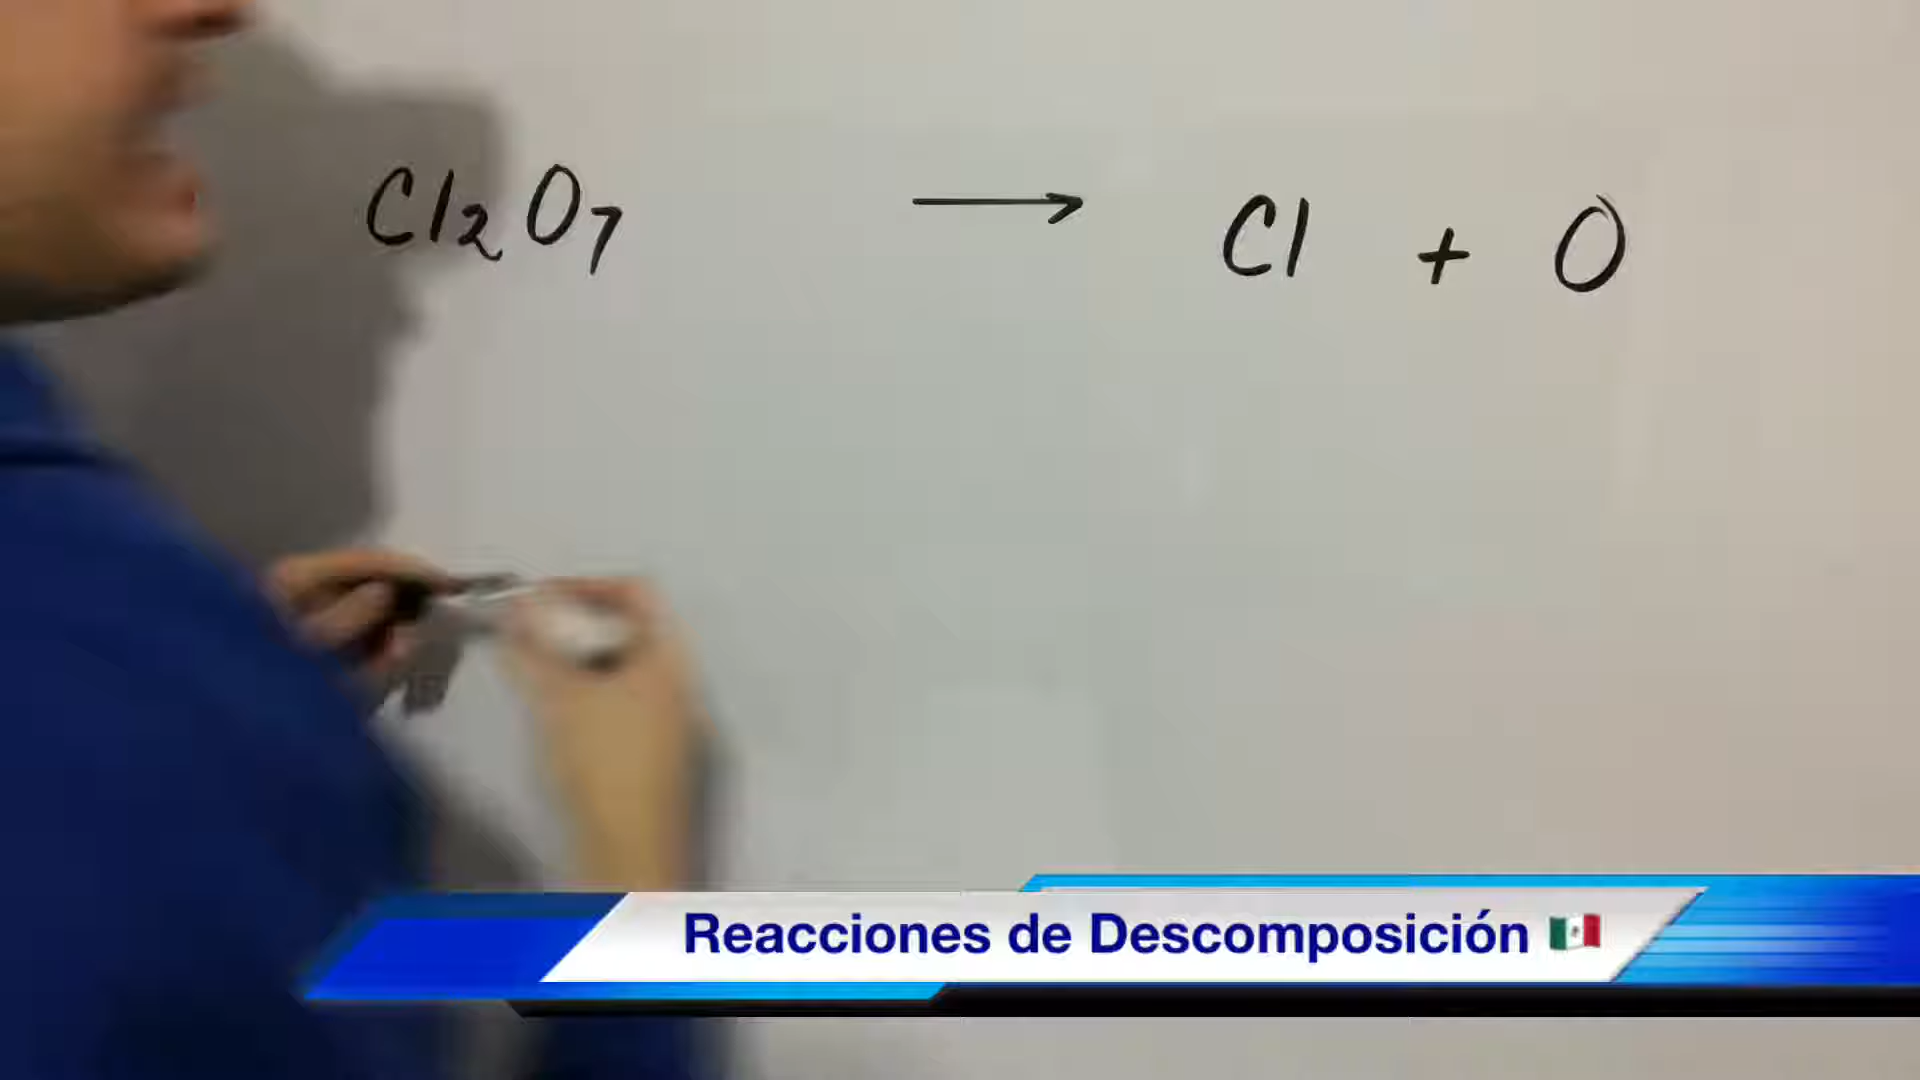 Cl₂O₇ → Cl + O
Reacciones de Descomposición 🇲🇽